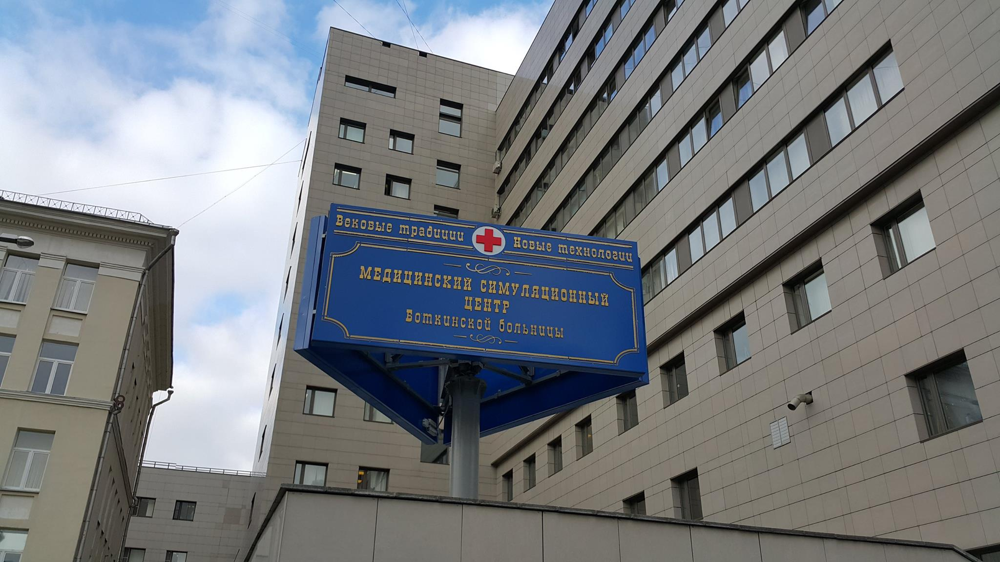 Вековые традиции Новые технологии
МЕДИЦИНСКИЙ СИМУЛЯЦИОННЫЙ
ЦЕНТР
Боткинской больницы